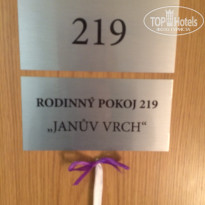 TOP Hotels
219
RODINNÝ POKOJ 219
„JANŮV VRCH“